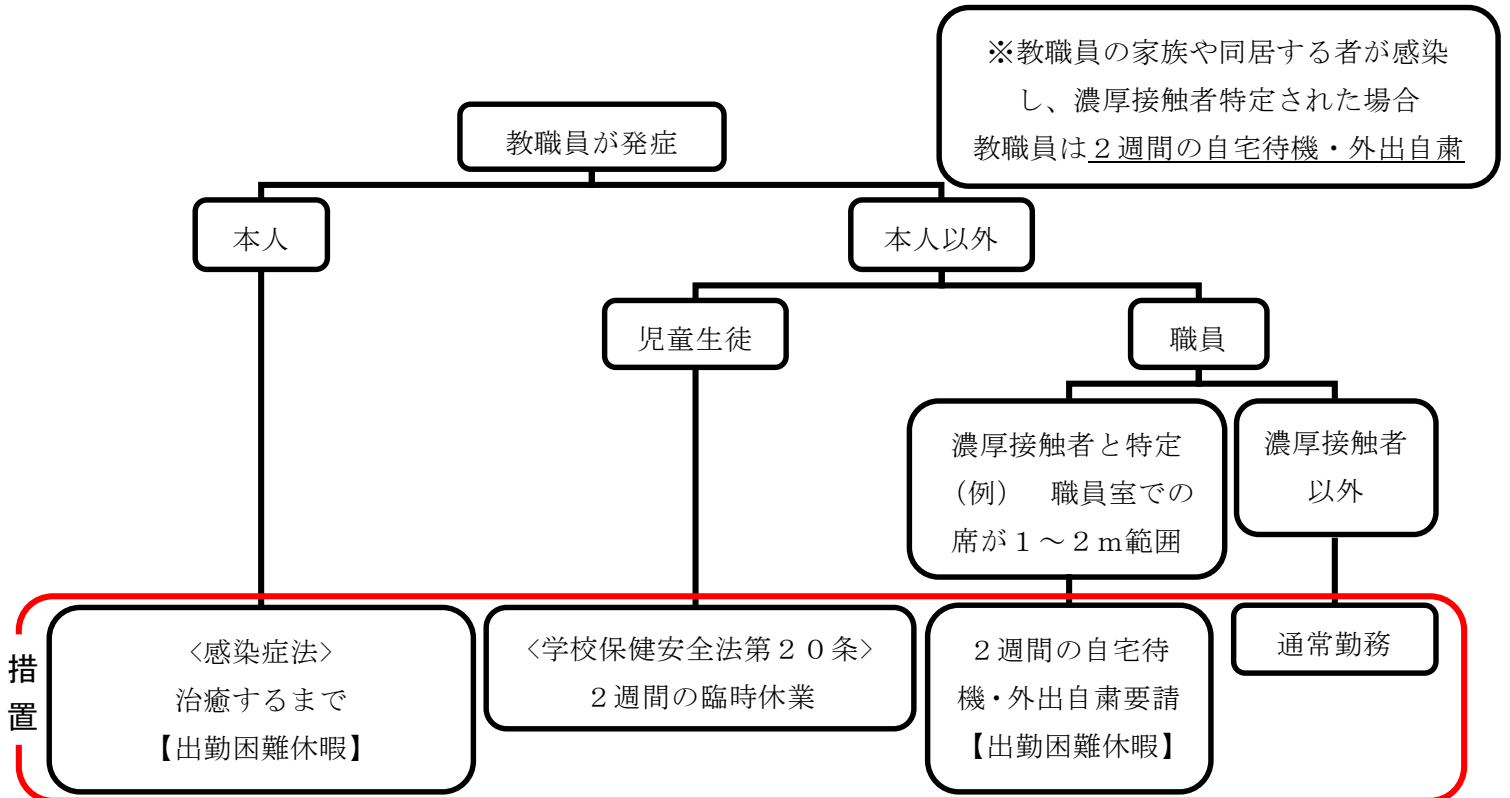 ※教職員の家族や同居する者が感染
し、濃厚接触者特定された場合
教職員は２週間の自宅待機・外出自粛
教職員が発症
本人
本人以外
児童生徒
職員
濃厚接触者と特定
（例）　職員室での
席が１～２ｍ範囲
濃厚接触者
以外
措
置
<感染症法>
治癒するまで
【出勤困難休暇】
<学校保健安全法第２０条>
２週間の臨時休業
２週間の自宅待
機・外出自粛要請
【出勤困難休暇】
通常勤務